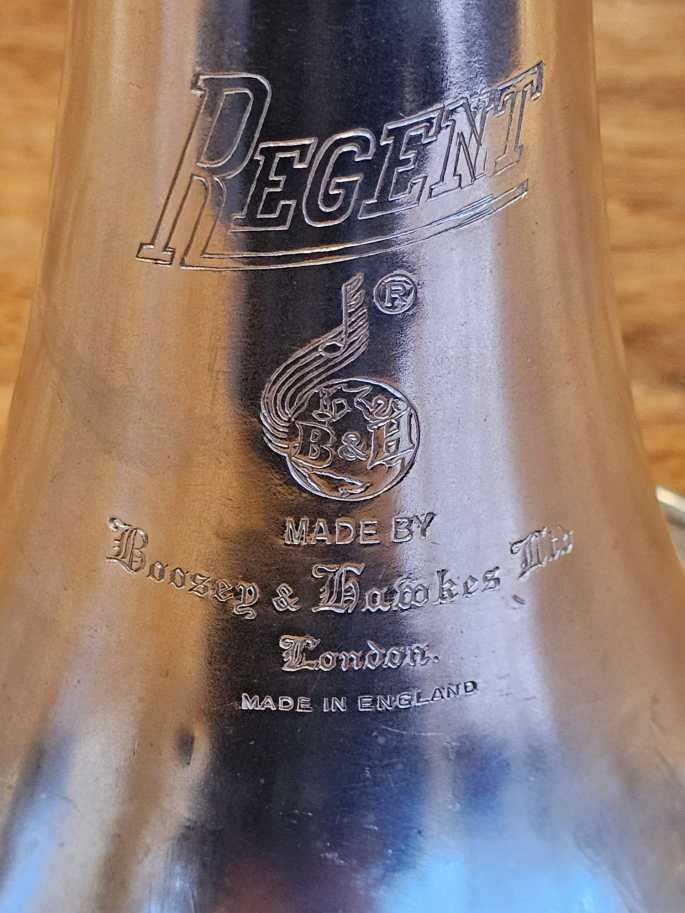 REGENT
®
B&H
MADE BY
Boosey & Hawkes Ltd
London.
MADE IN ENGLAND